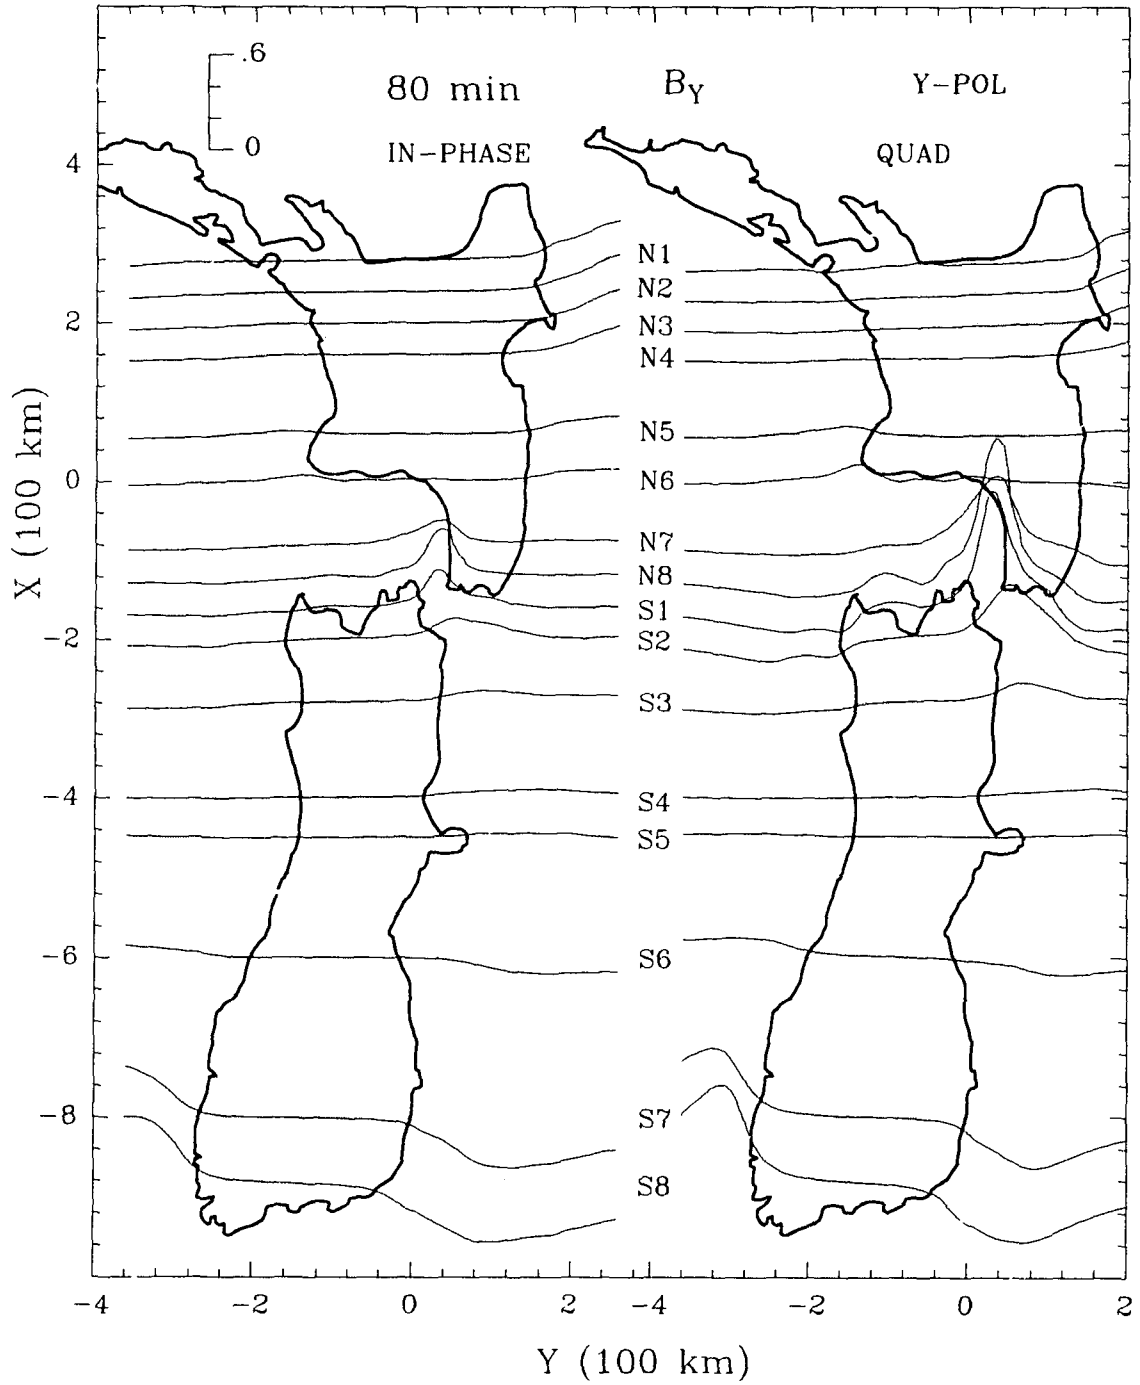 .6
80 min
B_Y
Y-POL
0
IN-PHASE
QUAD
4
N1
N2
2
N3
N4
N5
0
N6
N7
N8
S1
-2
S2
S3
-4
S4
S5
-6
S6
-8
S7
S8
X (100 km)
-4
-2
0
2
-4
-2
0
2
Y (100 km)